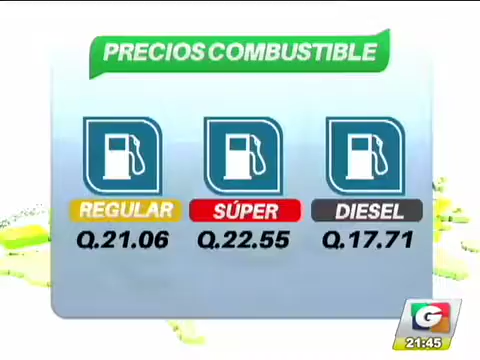 PRECIOS COMBUSTIBLE
REGULAR SÚPER DIESEL
Q.21.06 Q.22.55 Q.17.71
G
21:45